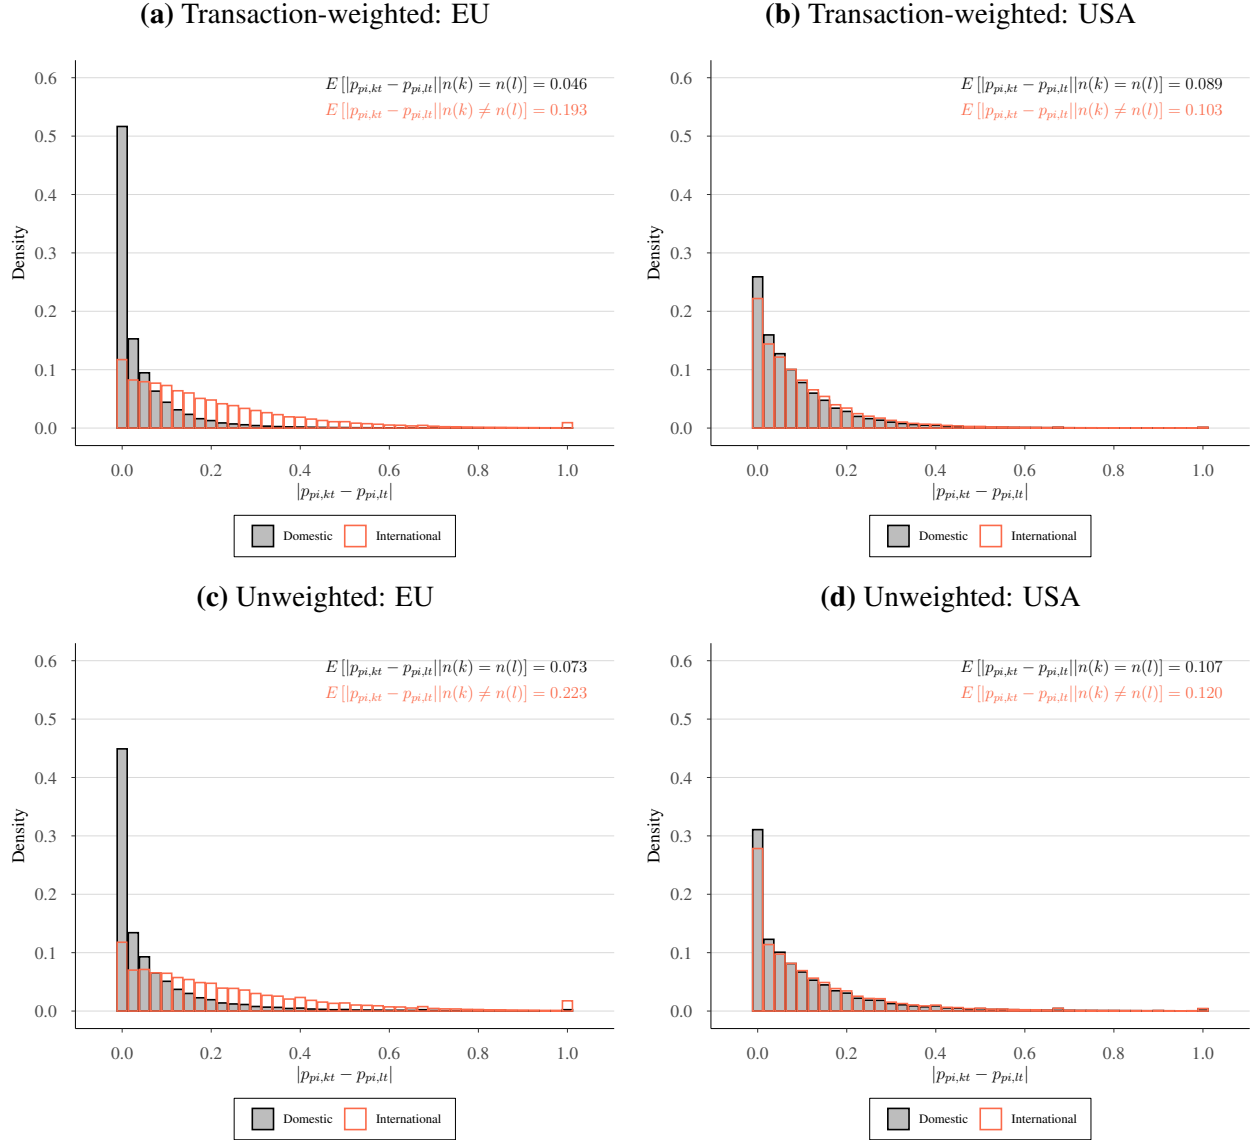 (a) Transaction-weighted: EU
E [|p_{pi,kt} − p_{pi,lt}||n(k) = n(l)] = 0.046
E [|p_{pi,kt} − p_{pi,lt}||n(k) ≠ n(l)] = 0.193
0.6
0.5
0.4
0.3
0.2
0.1
0.0
Density
0.0 0.2 0.4 0.6 0.8 1.0
|p_{pi,kt} − p_{pi,lt}|
Domestic International
(b) Transaction-weighted: USA
E [|p_{pi,kt} − p_{pi,lt}||n(k) = n(l)] = 0.089
E [|p_{pi,kt} − p_{pi,lt}||n(k) ≠ n(l)] = 0.103
0.6
0.5
0.4
0.3
0.2
0.1
0.0
Density
0.0 0.2 0.4 0.6 0.8 1.0
|p_{pi,kt} − p_{pi,lt}|
Domestic International
(c) Unweighted: EU
E [|p_{pi,kt} − p_{pi,lt}||n(k) = n(l)] = 0.073
E [|p_{pi,kt} − p_{pi,lt}||n(k) ≠ n(l)] = 0.223
0.6
0.5
0.4
0.3
0.2
0.1
0.0
Density
0.0 0.2 0.4 0.6 0.8 1.0
|p_{pi,kt} − p_{pi,lt}|
Domestic International
(d) Unweighted: USA
E [|p_{pi,kt} − p_{pi,lt}||n(k) = n(l)] = 0.107
E [|p_{pi,kt} − p_{pi,lt}||n(k) ≠ n(l)] = 0.120
0.6
0.5
0.4
0.3
0.2
0.1
0.0
Density
0.0 0.2 0.4 0.6 0.8 1.0
|p_{pi,kt} − p_{pi,lt}|
Domestic International